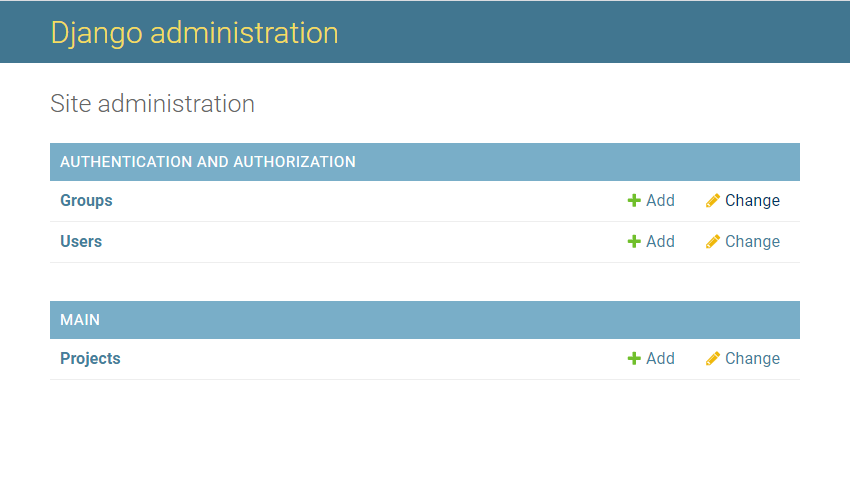 Django administration
Site administration
AUTHENTICATION AND AUTHORIZATION
Groups Add Change
Users Add Change
MAIN
Projects Add Change